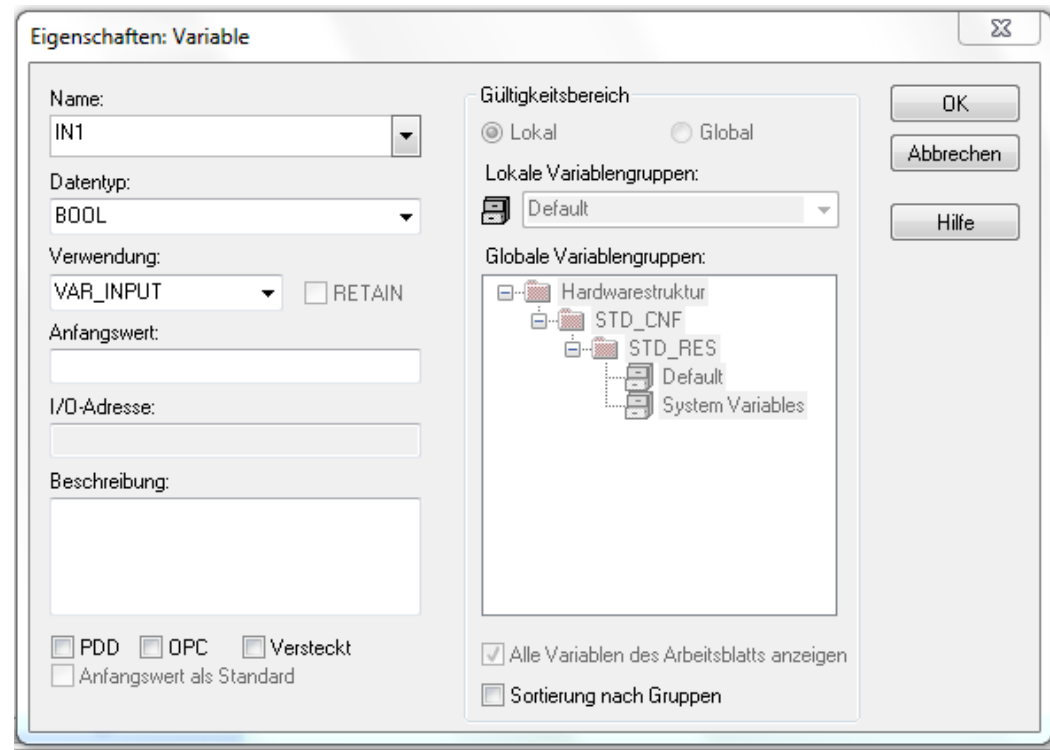 Eigenschaften: Variable
Name:
IN1
Datentyp:
BOOL
Verwendung:
VAR_INPUT
RETAIN
Anfangswert:
I/O-Adresse:
Beschreibung:
PDD
OPC
Versteckt
Anfangswert als Standard
Gültigkeitsbereich
Lokal
Global
Lokale Variablengruppen:
Default
Globale Variablengruppen:
Hardwarestruktur
STD_CNF
STD_RES
Default
System Variables
Alle Variablen des Arbeitsblatts anzeigen
Sortierung nach Gruppen
OK
Abbrechen
Hilfe